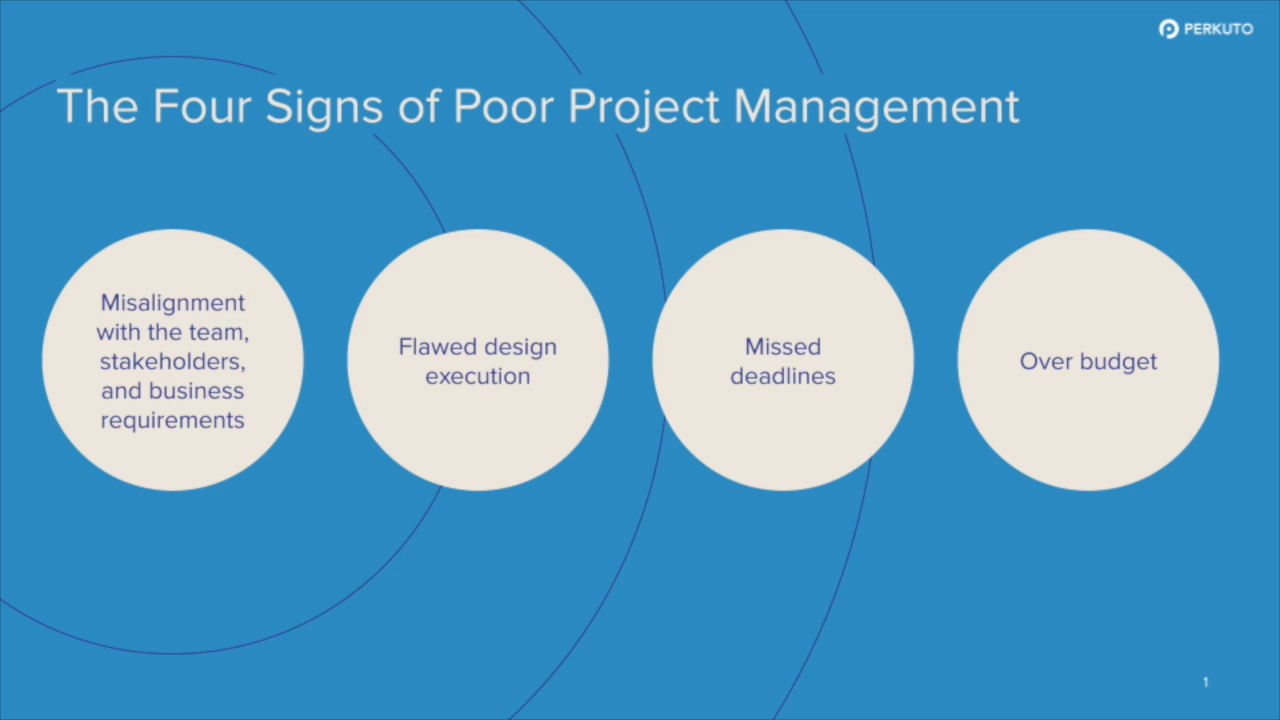 PERKUTO
The Four Signs of Poor Project Management
Misalignment
with the team,
stakeholders,
and business
requirements
Flawed design
execution
Missed
deadlines
Over budget
1